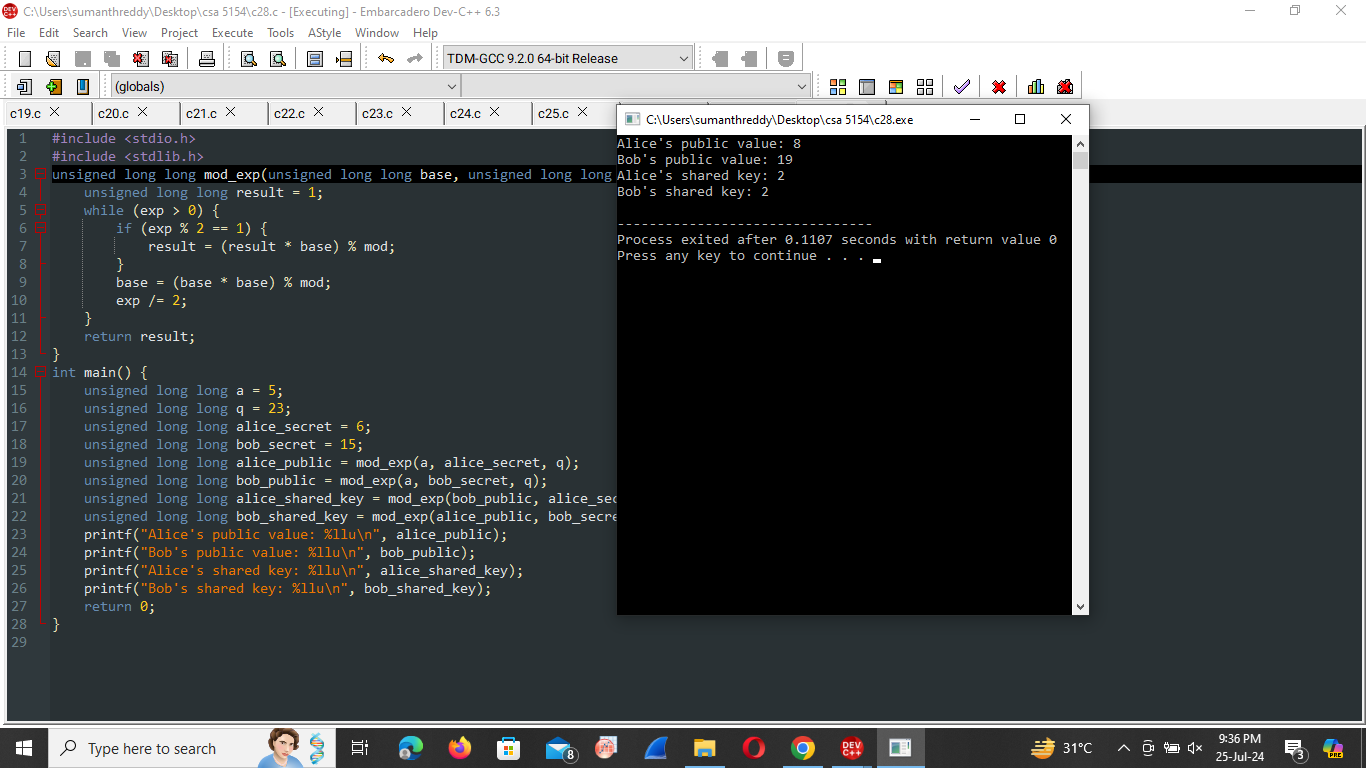 C:\Users\sumanthreddy\Desktop\csa 5154\c28.c - [Executing] - Embarcadero Dev-C++ 6.3
File Edit Search View Project Execute Tools AStyle Window Help
TDM-GCC 9.2.0 64-bit Release
(globals)
c19.c c20.c c21.c c22.c c23.c c24.c c25.c
1 #include <stdio.h>
2 #include <stdlib.h>
3 unsigned long long mod_exp(unsigned long long base, unsigned long long
4 unsigned long long result = 1;
5 while (exp > 0) {
6 if (exp % 2 == 1) {
7 result = (result * base) % mod;
8 }
9 base = (base * base) % mod;
10 exp /= 2;
11 }
12 return result;
13 }
14 int main() {
15 unsigned long long a = 5;
16 unsigned long long q = 23;
17 unsigned long long alice_secret = 6;
18 unsigned long long bob_secret = 15;
19 unsigned long long alice_public = mod_exp(a, alice_secret, q);
20 unsigned long long bob_public = mod_exp(a, bob_secret, q);
21 unsigned long long alice_shared_key = mod_exp(bob_public, alice_sec
22 unsigned long long bob_shared_key = mod_exp(alice_public, bob_secre
23 printf("Alice's public value: %llu\n", alice_public);
24 printf("Bob's public value: %llu\n", bob_public);
25 printf("Alice's shared key: %llu\n", alice_shared_key);
26 printf("Bob's shared key: %llu\n", bob_shared_key);
27 return 0;
28 }
29
C:\Users\sumanthreddy\Desktop\csa 5154\c28.exe
Alice's public value: 8
Bob's public value: 19
Alice's shared key: 2
Bob's shared key: 2
--------------------------------
Process exited after 0.1107 seconds with return value 0
Press any key to continue . . .
Type here to search
8
DEV C++
31°C
9:36 PM
25-Jul-24
3
PRE